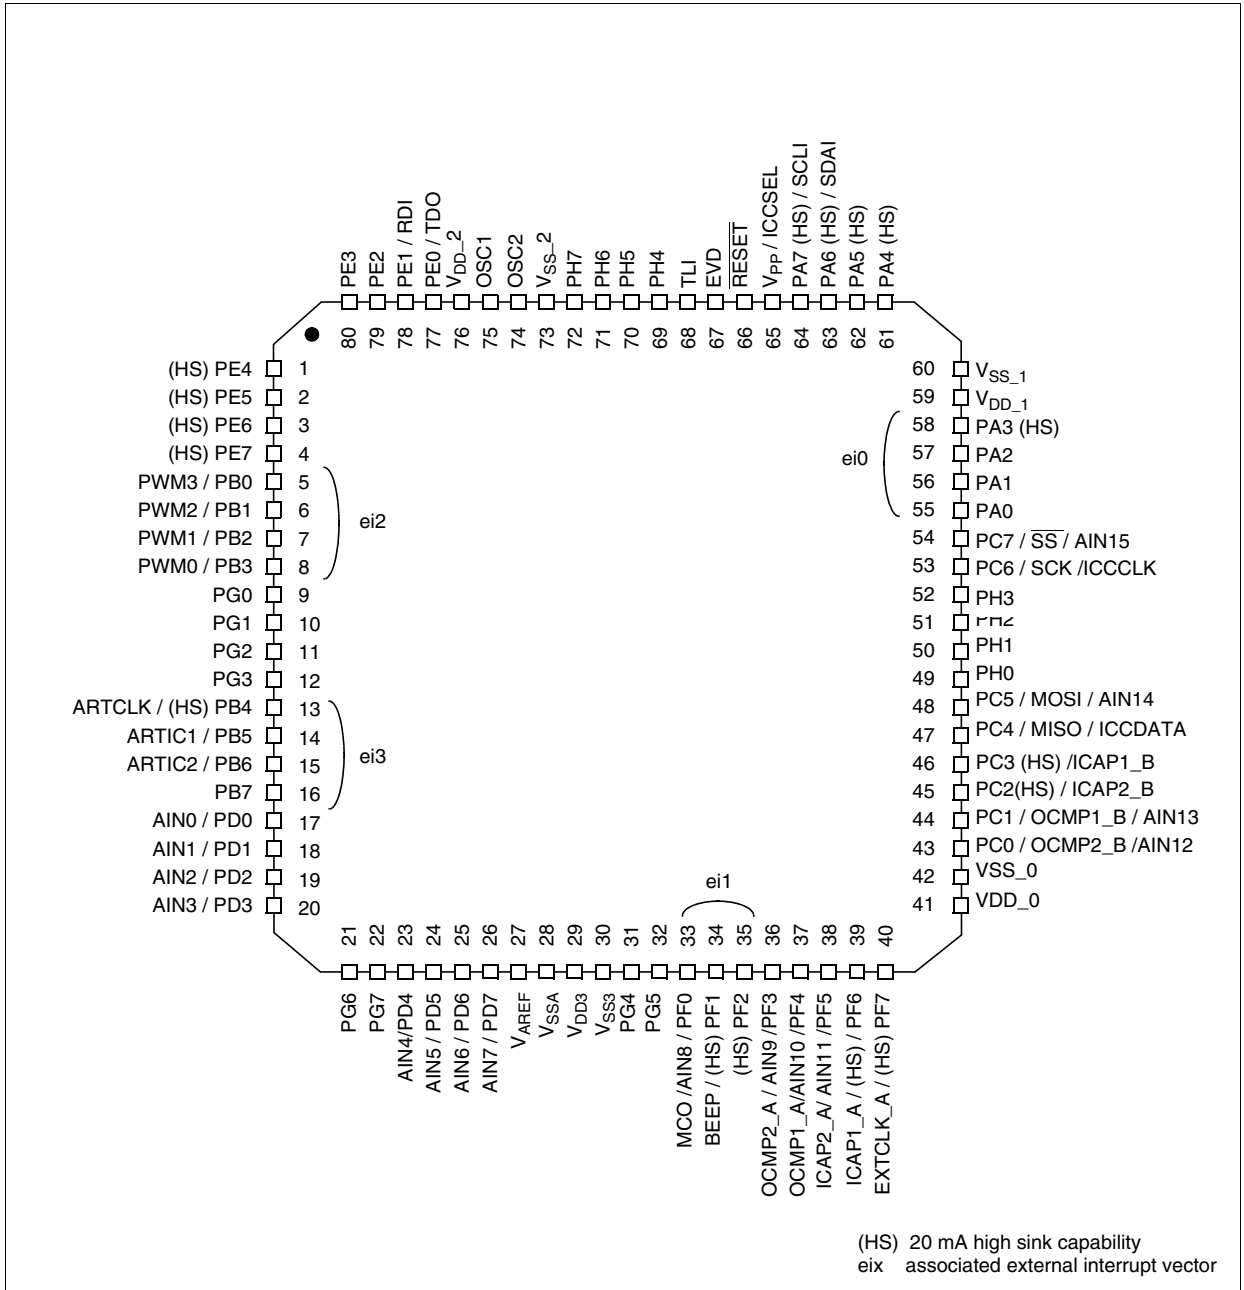 PE3
PE2
PE1 / RDI
PE0 / TDO
VDD_2
OSC1
OSC2
VSS_2
PH7
PH6
PH5
PH4
TLI
EVD
RESET
VPP / ICCSEL
PA7 (HS) / SCLI
PA6 (HS) / SDAI
PA5 (HS)
PA4 (HS)
80 79 78 77 76 75 74 73 72 71 70 69 68 67 66 65 64 63 62 61
(HS) PE4 1
(HS) PE5 2
(HS) PE6 3
(HS) PE7 4
PWM3 / PB0 5
PWM2 / PB1 6
PWM1 / PB2 7
PWM0 / PB3 8
ei2
PG0 9
PG1 10
PG2 11
PG3 12
ARTCLK / (HS) PB4 13
ARTIC1 / PB5 14
ARTIC2 / PB6 15
PB7 16
ei3
AIN0 / PD0 17
AIN1 / PD1 18
AIN2 / PD2 19
AIN3 / PD3 20
60 VSS_1
59 VDD_1
58 PA3 (HS)
57 PA2
56 PA1
55 PA0
ei0
54 PC7 / SS / AIN15
53 PC6 / SCK /ICCCLK
52 PH3
51 PH2
50 PH1
49 PH0
48 PC5 / MOSI / AIN14
47 PC4 / MISO / ICCDATA
46 PC3 (HS) /ICAP1_B
45 PC2(HS) / ICAP2_B
44 PC1 / OCMP1_B / AIN13
43 PC0 / OCMP2_B /AIN12
42 VSS_0
41 VDD_0
ei1
21 22 23 24 25 26 27 28 29 30 31 32 33 34 35 36 37 38 39 40
PG6
PG7
AIN4/PD4
AIN5 / PD5
AIN6 / PD6
AIN7 / PD7
VAREF
VSSA
VDD3
VSS3
PG4
PG5
MCO /AIN8 / PF0
BEEP / (HS) PF1
(HS) PF2
OCMP2_A / AIN9 /PF3
OCMP1_A/AIN10 /PF4
ICAP2_A/ AIN11 /PF5
ICAP1_A / (HS) / PF6
EXTCLK_A / (HS) PF7
(HS) 20 mA high sink capability
eix associated external interrupt vector